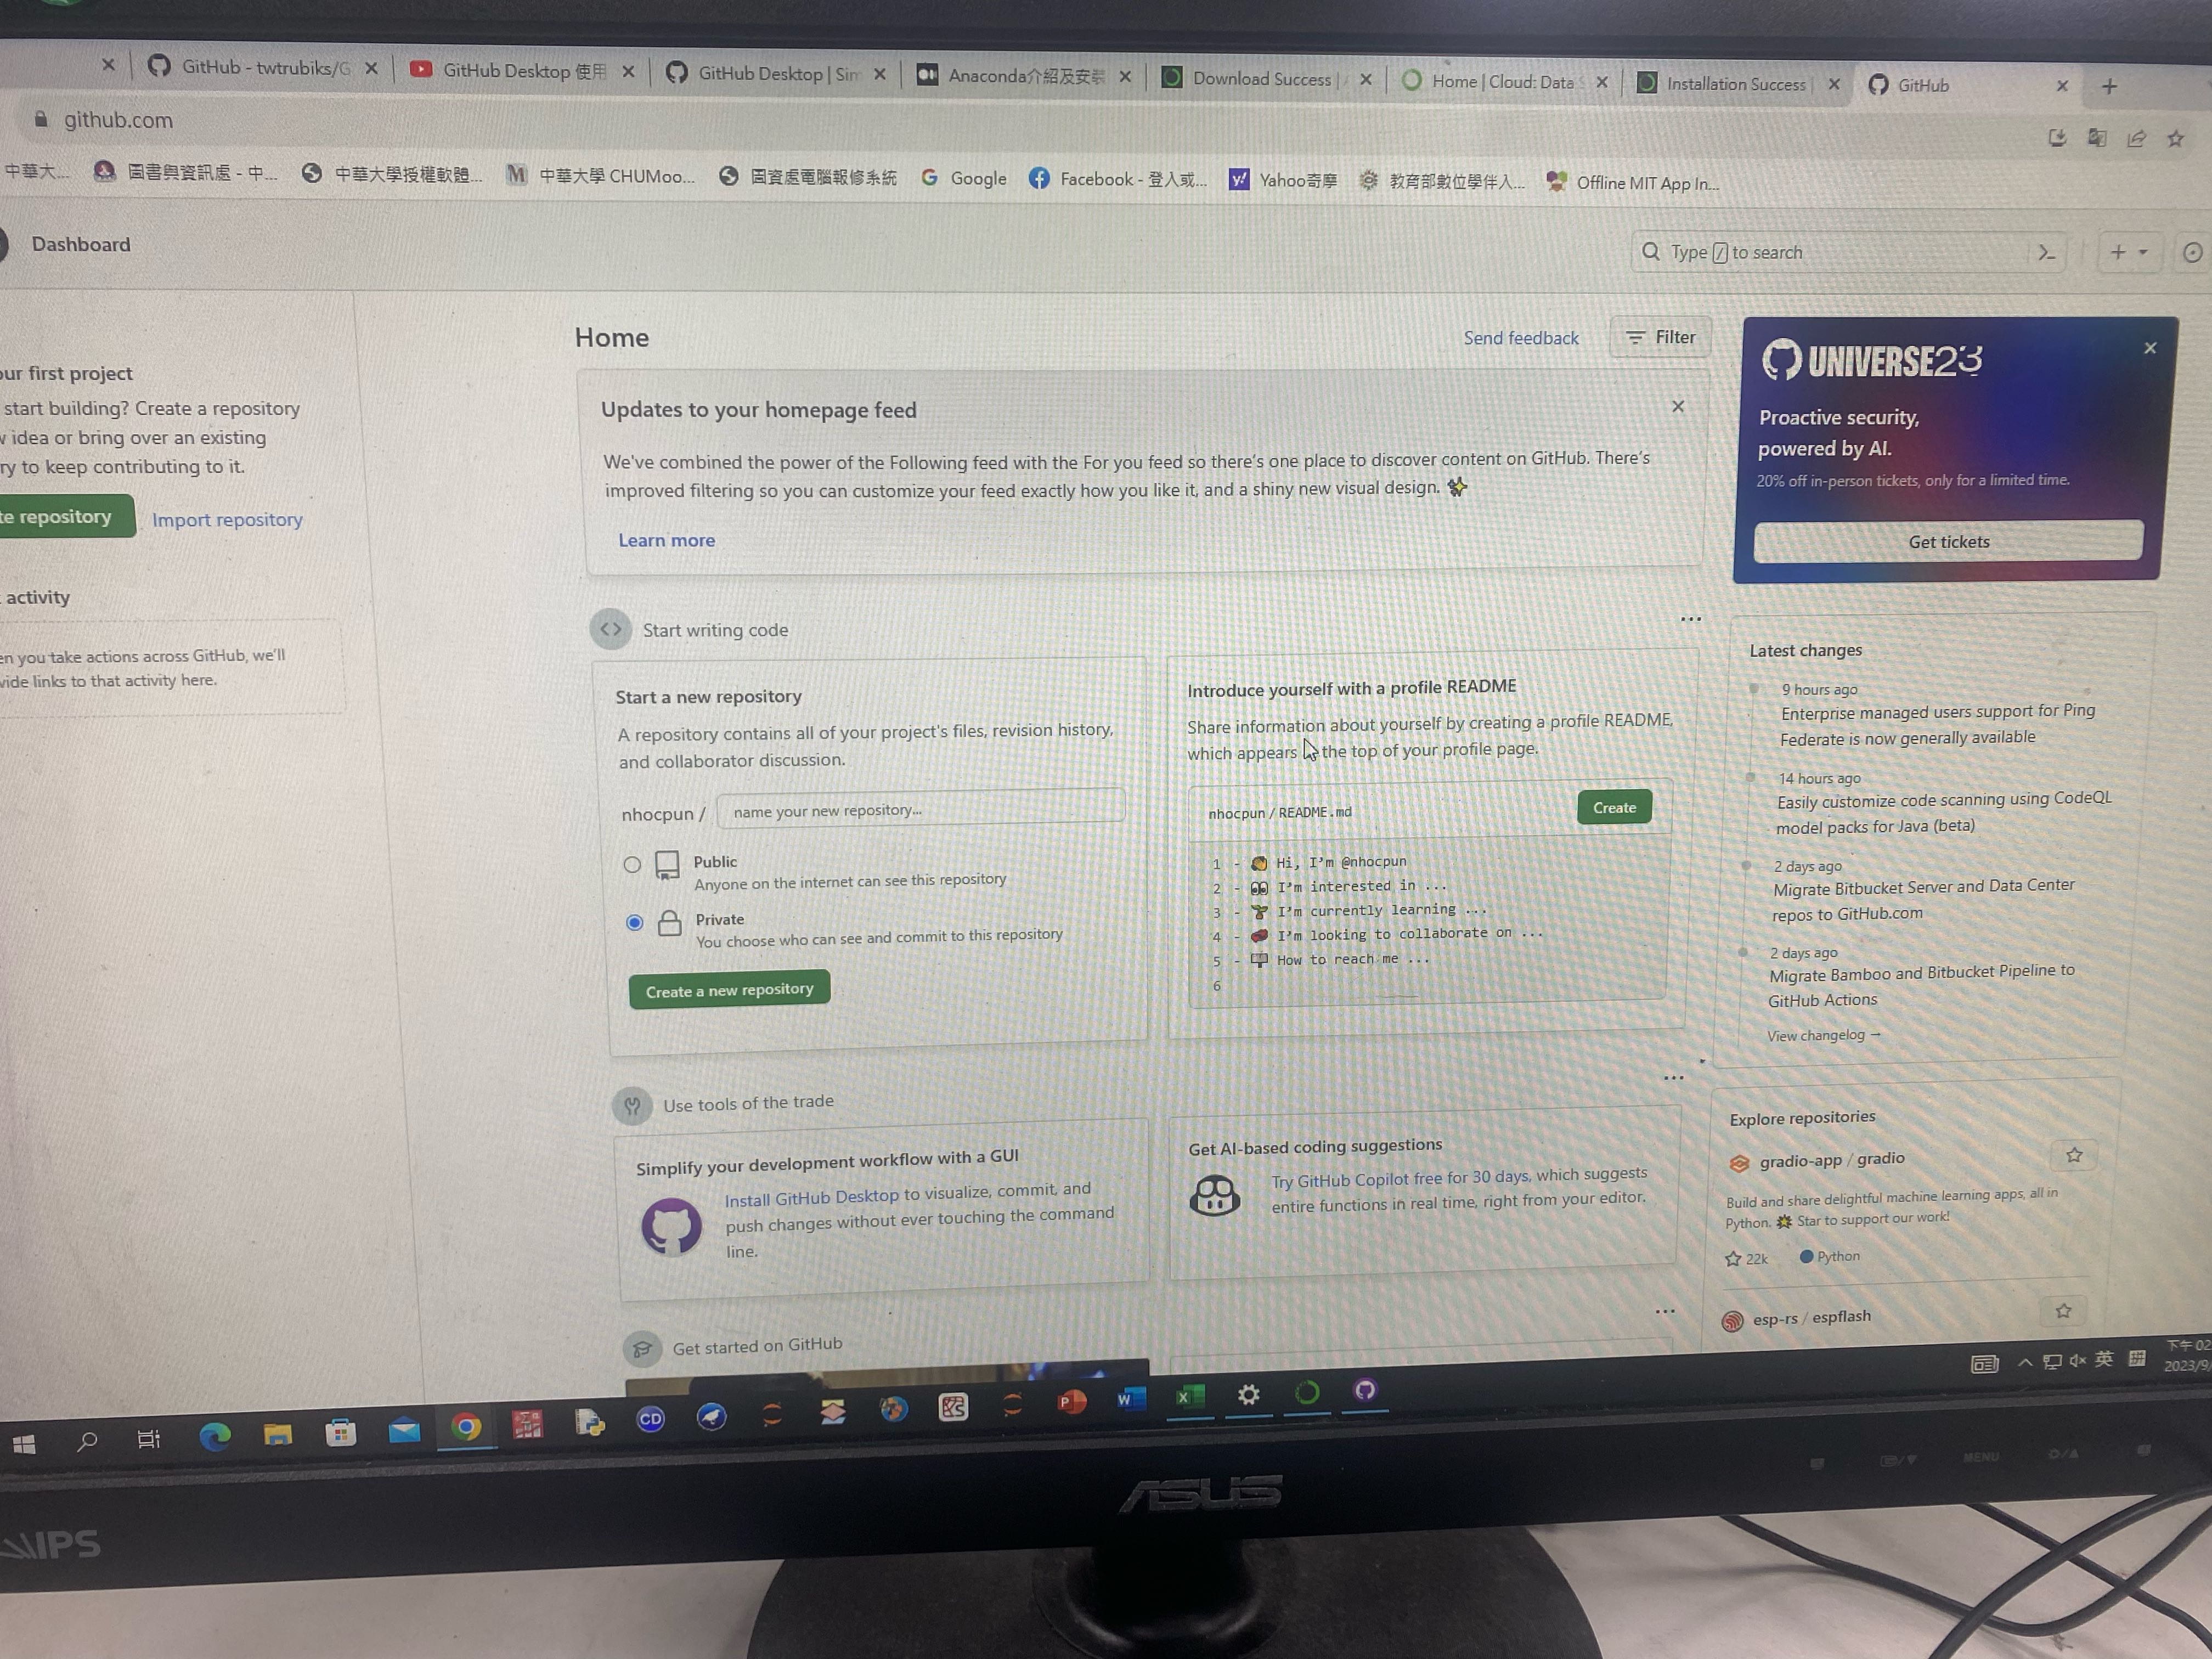 GitHub - twtrubiks/G
GitHub Desktop 使用
GitHub Desktop | Sim
Anaconda介紹及安裝
Download Success |
Home | Cloud: Data S
Installation Success |
GitHub
github.com
中華大...
圖書與資訊處 - 中...
中華大學授權軟體...
中華大學 CHUMoo...
圖資處電腦報修系統
Google
Facebook - 登入或...
Yahoo奇摩
教育部數位學伴入...
Offline MIT App In...
Dashboard
Type / to search
our first project
start building? Create a repository
w idea or bring over an existing
ry to keep contributing to it.
te repository
Import repository
activity
en you take actions across GitHub, we'll
vide links to that activity here.
Home
Send feedback
Filter
Updates to your homepage feed
We've combined the power of the Following feed with the For you feed so there's one place to discover content on GitHub. There's
improved filtering so you can customize your feed exactly how you like it, and a shiny new visual design. ✨
Learn more
Start writing code
Start a new repository
A repository contains all of your project's files, revision history,
and collaborator discussion.
nhocpun /
name your new repository...
Public
Anyone on the internet can see this repository
Private
You choose who can see and commit to this repository
Create a new repository
Introduce yourself with a profile README
Share information about yourself by creating a profile README,
which appears the top of your profile page.
nhocpun / README.md
Create
1 - 👋 Hi, I'm @nhocpun
2 - 👀 I'm interested in ...
3 - 🌱 I'm currently learning ...
4 - 💞️ I'm looking to collaborate on ...
5 - 📫 How to reach me ...
6
Use tools of the trade
Simplify your development workflow with a GUI
Install GitHub Desktop to visualize, commit, and
push changes without ever touching the command
line.
Get AI-based coding suggestions
Try GitHub Copilot free for 30 days, which suggests
entire functions in real time, right from your editor.
Get started on GitHub
UNIVERSE23
Proactive security,
powered by AI.
20% off in-person tickets, only for a limited time.
Get tickets
Latest changes
9 hours ago
Enterprise managed users support for Ping
Federate is now generally available
14 hours ago
Easily customize code scanning using CodeQL
model packs for Java (beta)
2 days ago
Migrate Bitbucket Server and Data Center
repos to GitHub.com
2 days ago
Migrate Bamboo and Bitbucket Pipeline to
GitHub Actions
View changelog →
Explore repositories
gradio-app / gradio
Build and share delightful machine learning apps, all in
Python. 🌟 Star to support our work!
22k
Python
esp-rs / espflash
CD
P
W
X
英
下午 02
2023/9/
MENU
ASUS
IPS